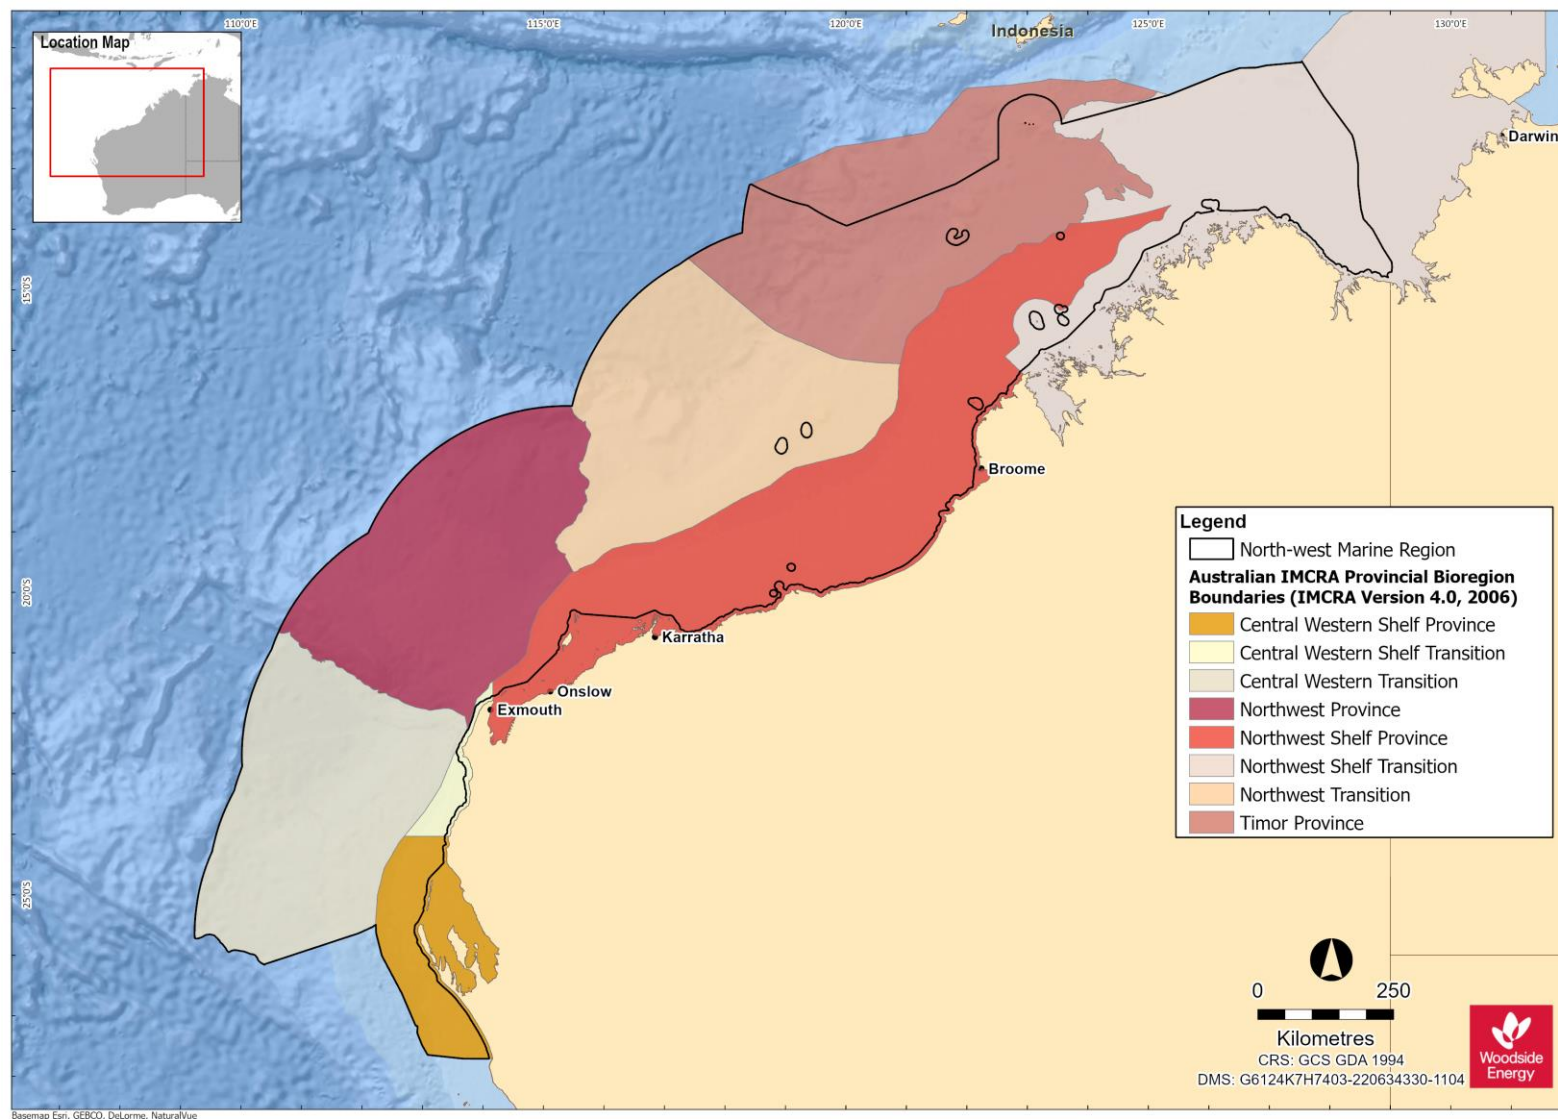 110°0'E
115°0'E
120°0'E
125°0'E
130°0'E
Location Map
Indonesia
Darwin
15°0'S
Broome
20°0'S
Karratha
Onslow
Exmouth
25°0'S
Legend
North-west Marine Region
Australian IMCRA Provincial Bioregion
Boundaries (IMCRA Version 4.0, 2006)
Central Western Shelf Province
Central Western Shelf Transition
Central Western Transition
Northwest Province
Northwest Shelf Province
Northwest Shelf Transition
Northwest Transition
Timor Province
0 250
Kilometres
CRS: GCS GDA 1994
DMS: G6124K7H7403-220634330-1104
Woodside
Energy
Basemap Esri, GEBCO, DeLorme, NaturalVue